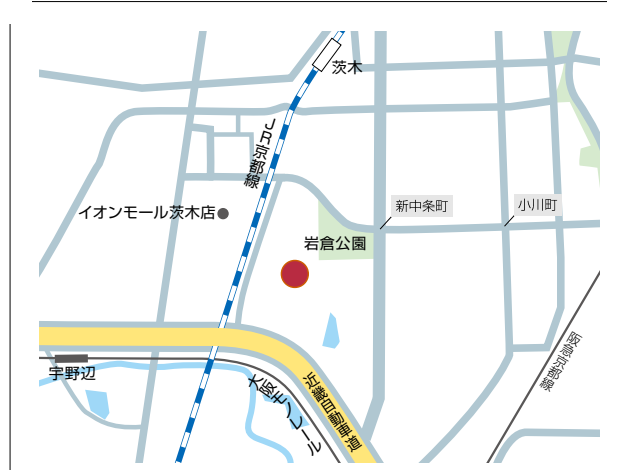 茨木
JR京都線
新中条町
小川町
イオンモール茨木店
岩倉公園
阪急京都線
宇野辺
大阪モノレール
近畿自動車道